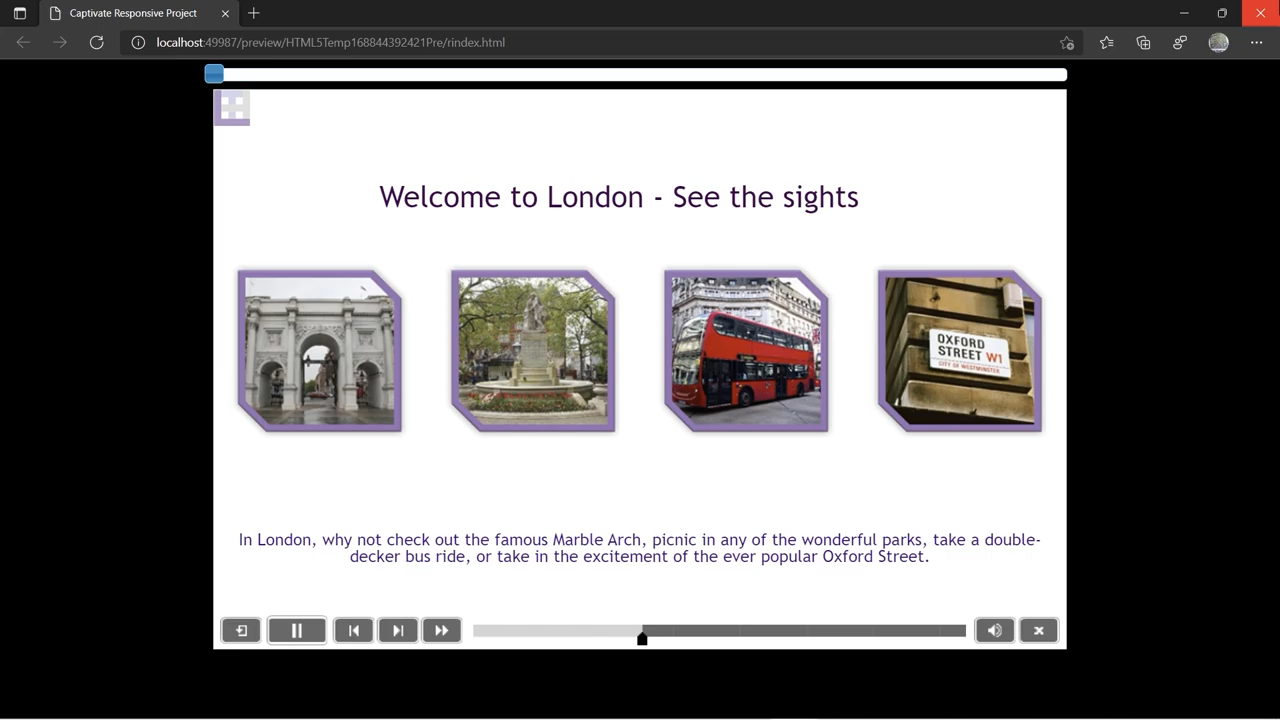 Captivate Responsive Project
localhost:49987/preview/HTML5Temp168844392421Pre/rindex.html
Welcome to London - See the sights
OXFORD
STREET W1
CITY OF WESTMINSTER
In London, why not check out the famous Marble Arch, picnic in any of the wonderful parks, take a double-
decker bus ride, or take in the excitement of the ever popular Oxford Street.